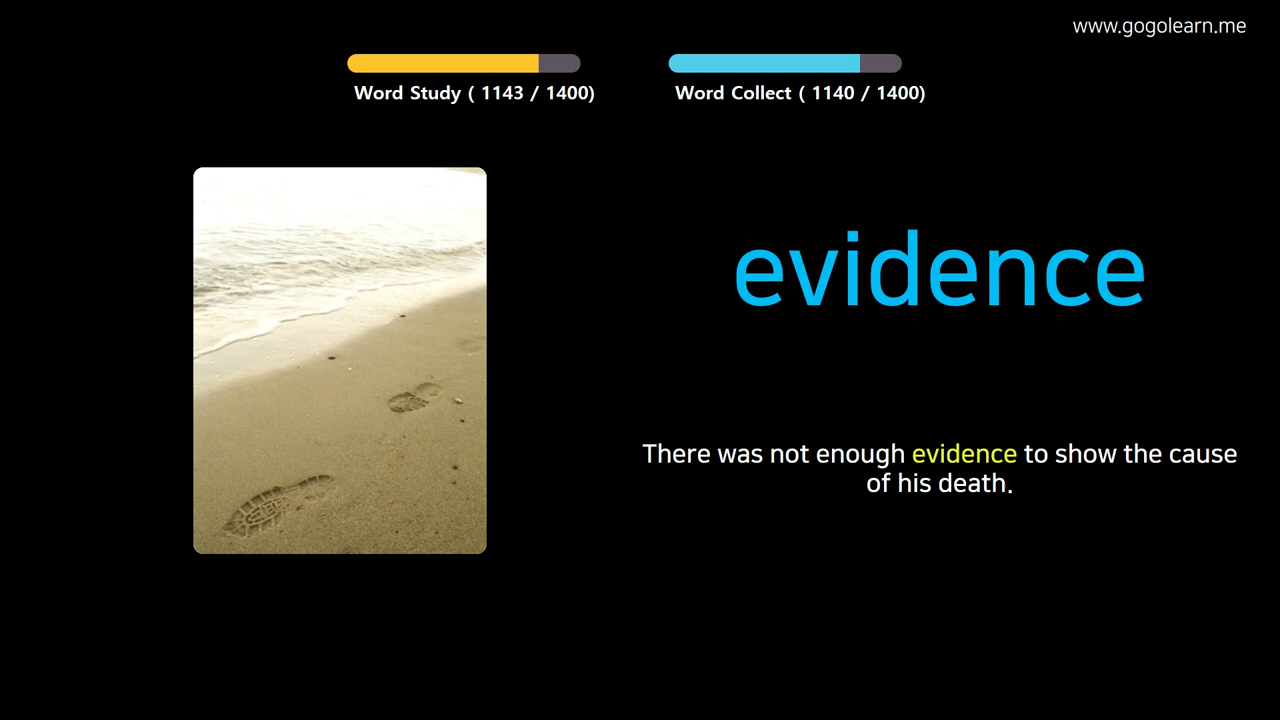 www.gogolearn.me
Word Study ( 1143 / 1400)
Word Collect ( 1140 / 1400)
evidence
There was not enough evidence to show the cause
of his death.